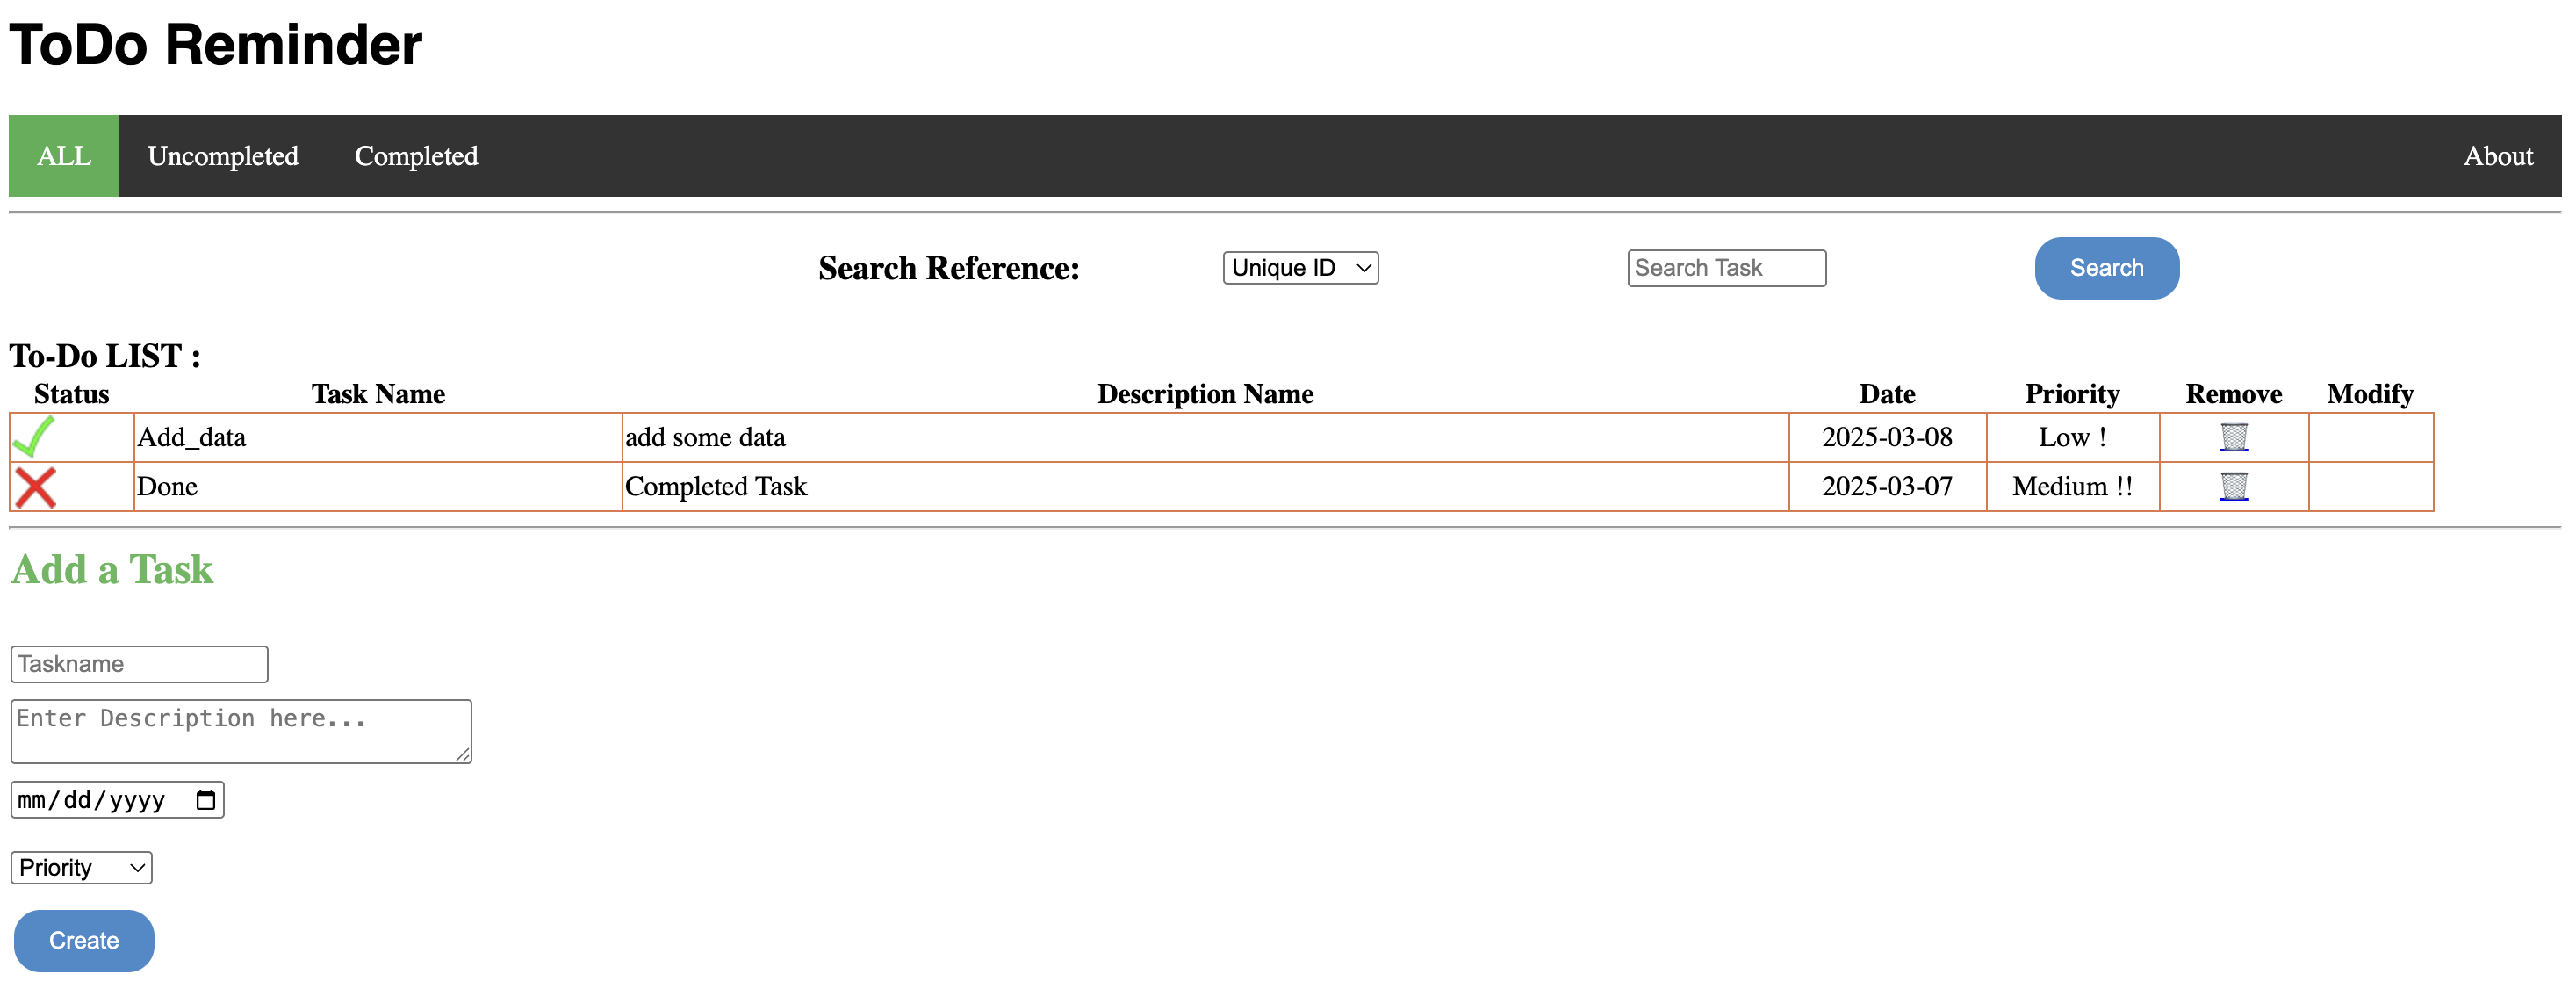 ToDo Reminder
ALL Uncompleted Completed About
Search Reference: Unique ID Search Task Search
To-Do LIST :
Status Task Name Description Name Date Priority Remove Modify
Add_data add some data 2025-03-08 Low !
Done Completed Task 2025-03-07 Medium !!
Add a Task
Taskname
Enter Description here...
mm/dd/yyyy
Priority
Create